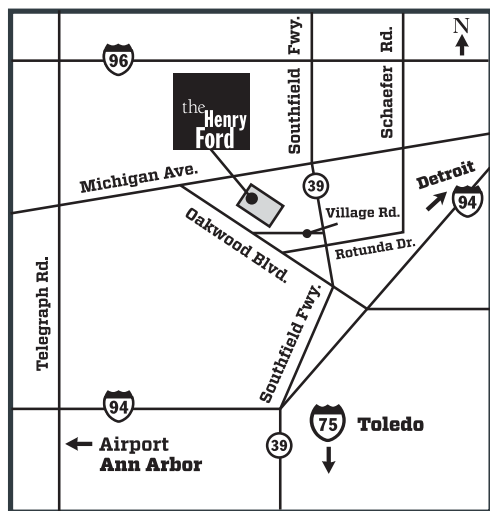 N
96
Southfield Fwy.
Schaefer Rd.
the
Henry
Ford
Michigan Ave.
39
Detroit
94
Village Rd.
Oakwood Blvd.
Rotunda Dr.
Telegraph Rd.
Southfield Fwy.
94
75 Toledo
39
Airport
Ann Arbor